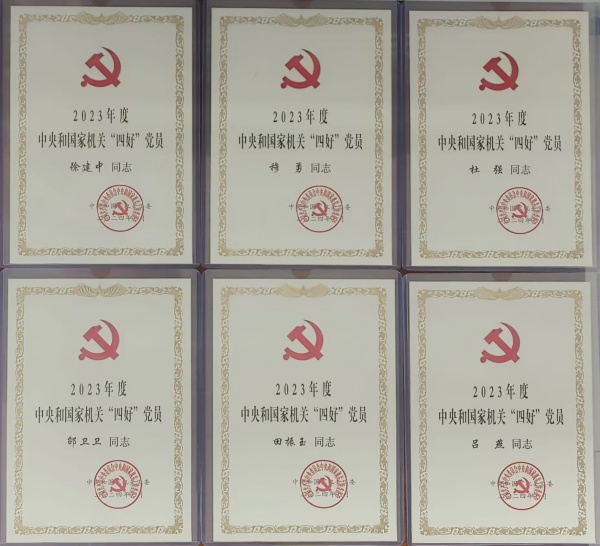 2023年度
中央和国家机关“四好”党员
徐建中 同志
2023年度
中央和国家机关“四好”党员
穆 勇 同志
2023年度
中央和国家机关“四好”党员
杜 强 同志
2023年度
中央和国家机关“四好”党员
邰卫卫 同志
2023年度
中央和国家机关“四好”党员
田振玉 同志
2023年度
中央和国家机关“四好”党员
吕 燕 同志